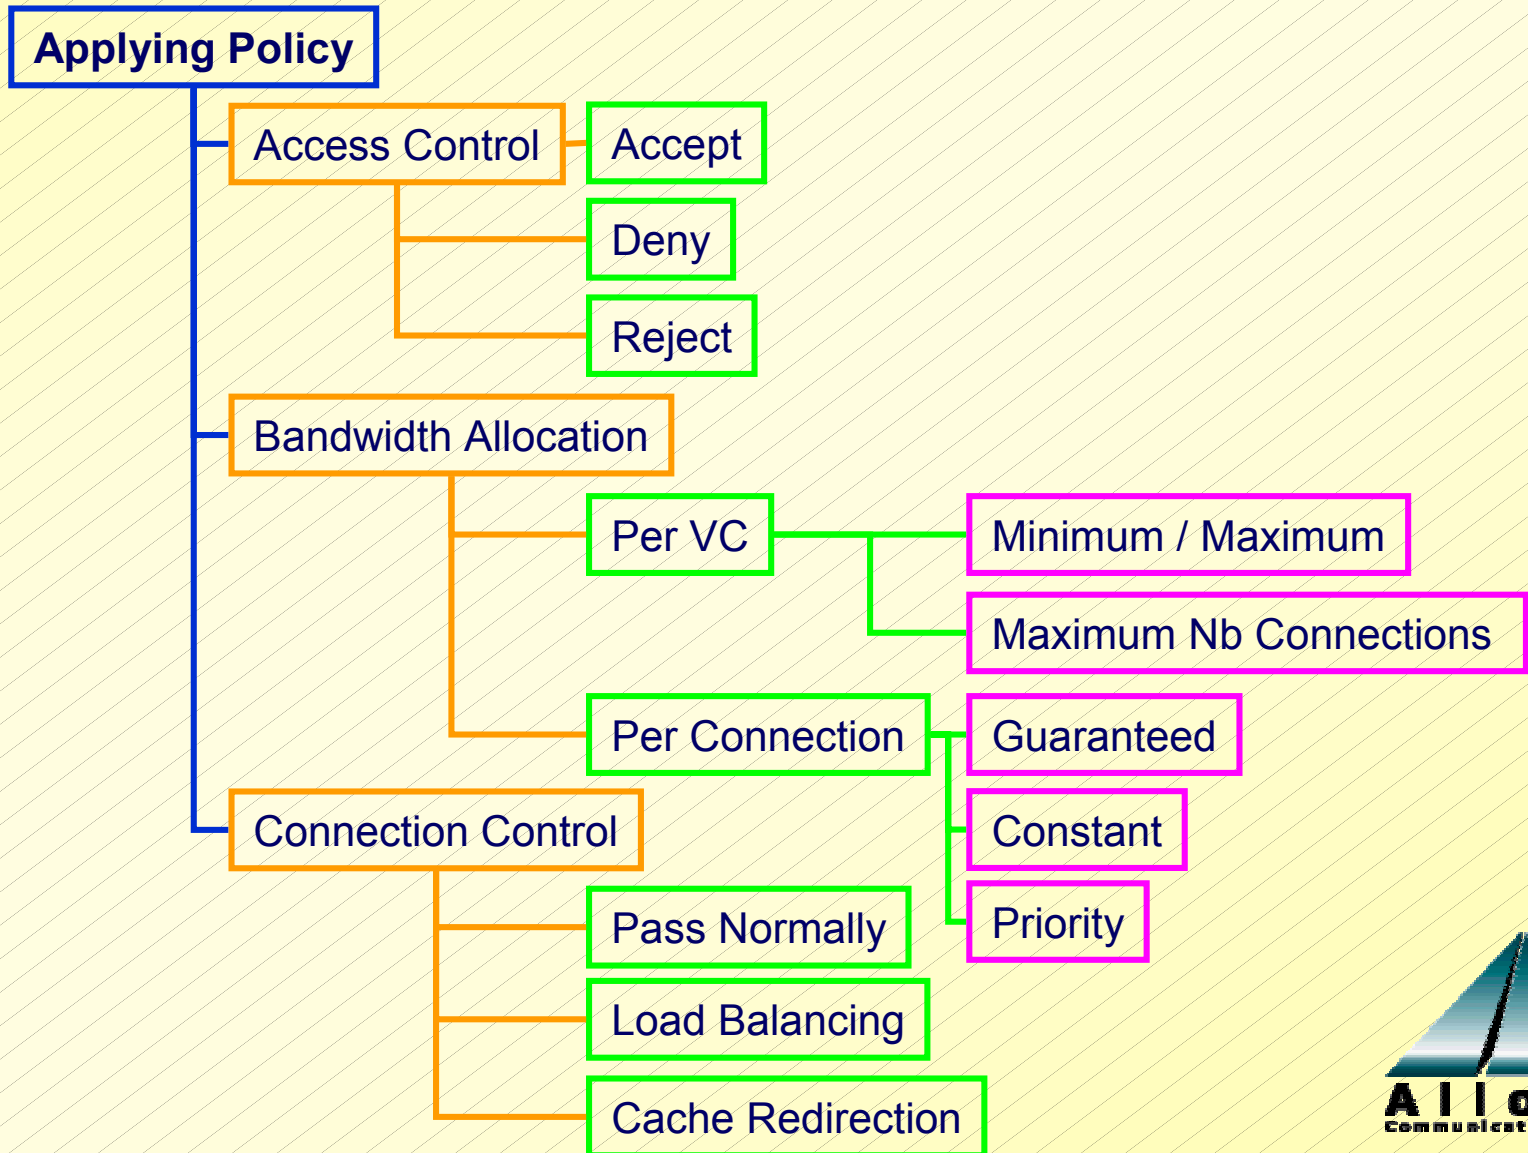 Applying Policy
Access Control
Accept
Deny
Reject
Bandwidth Allocation
Per VC
Minimum / Maximum
Maximum Nb Connections
Per Connection
Guaranteed
Constant
Priority
Connection Control
Pass Normally
Load Balancing
Cache Redirection